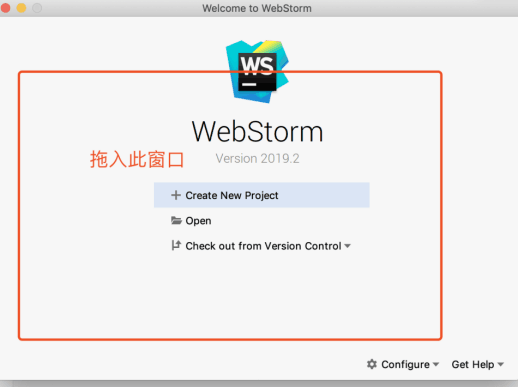 Welcome to WebStorm
WS
WebStorm
拖入此窗口
Version 2019.2
Create New Project
Open
Check out from Version Control
Configure
Get Help